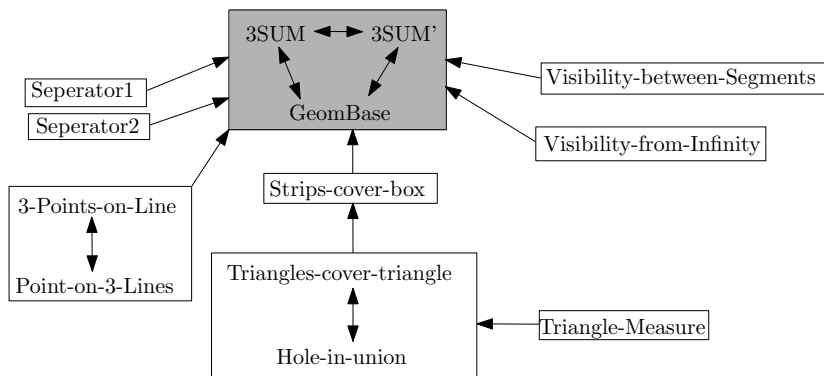 3SUM
3SUM'
GeomBase
Seperator1
Seperator2
Visibility-between-Segments
Visibility-from-Infinity
Strips-cover-box
3-Points-on-Line
Point-on-3-Lines
Triangles-cover-triangle
Hole-in-union
Triangle-Measure